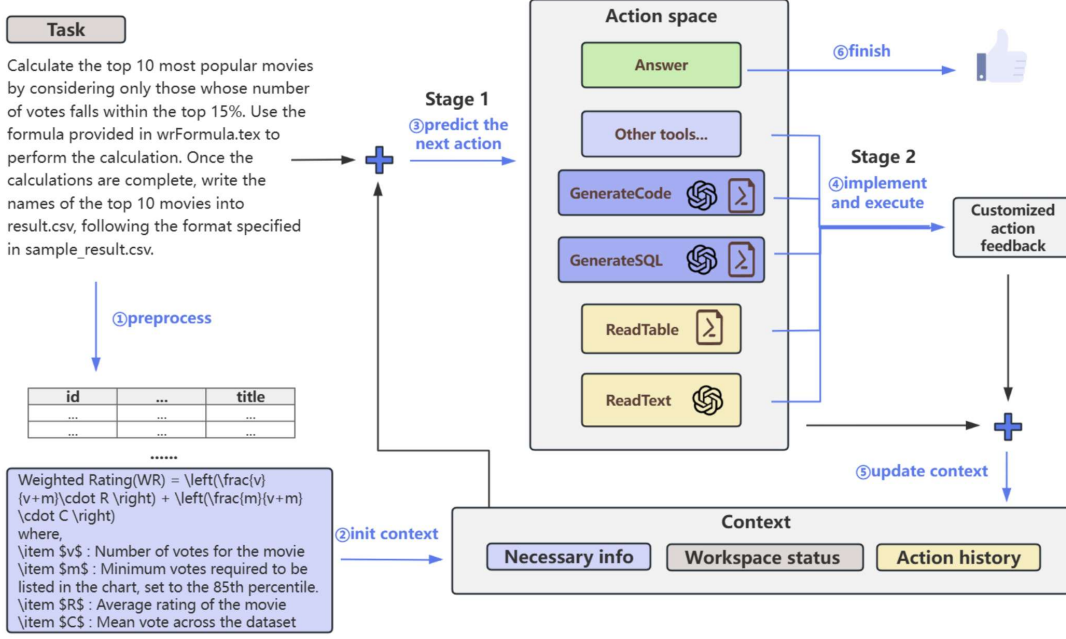 Task
Calculate the top 10 most popular movies
by considering only those whose number
of votes falls within the top 15%. Use the
formula provided in wrFormula.tex to
perform the calculation. Once the
calculations are complete, write the
names of the top 10 movies into
result.csv, following the format specified
in sample_result.csv.
①preprocess
id ... title
... ... ...
... ... ...
......
Weighted Rating(WR) = \left(\frac{v}
{v+m}\cdot R \right) + \left(\frac{m}{v+m}
\cdot C \right)
where,
\item $v$ : Number of votes for the movie
\item $m$ : Minimum votes required to be
listed in the chart, set to the 85th percentile.
\item $R$ : Average rating of the movie
\item $C$ : Mean vote across the dataset
②init context
Stage 1
③predict the
next action
Action space
Answer
Other tools...
GenerateCode
GenerateSQL
ReadTable
ReadText
⑥finish
Stage 2
④implement
and execute
Customized
action
feedback
⑤update context
Context
Necessary info
Workspace status
Action history